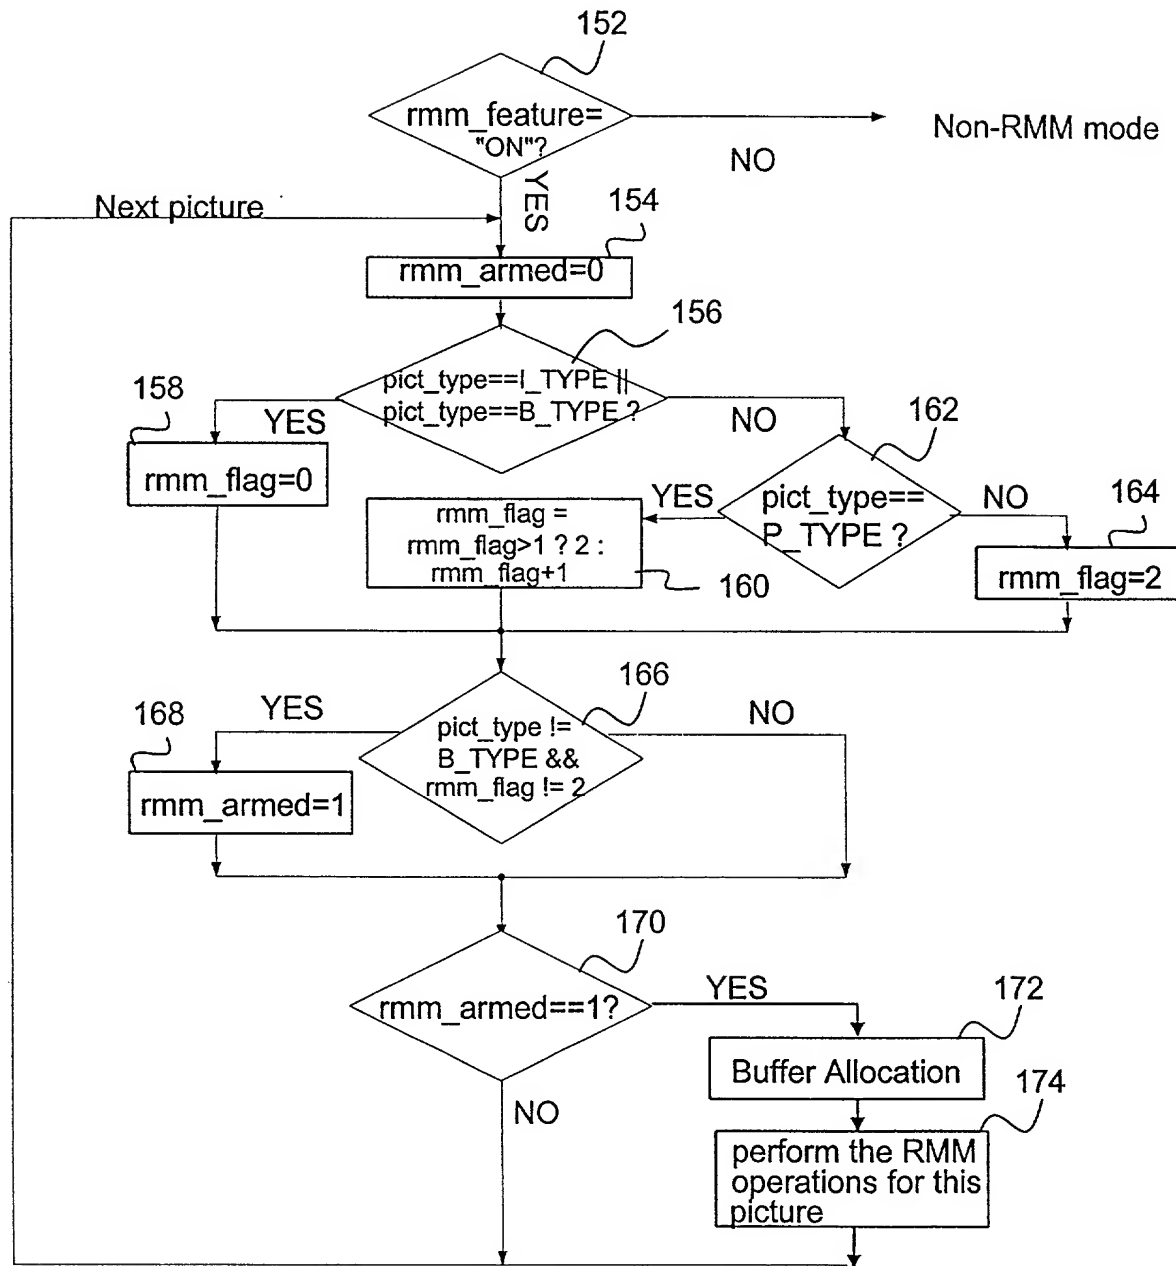 152
rmm_feature=
"ON"?
NO
Non-RMM mode
YES
Next picture
154
rmm_armed=0
156
pict_type==I_TYPE ||
pict_type==B_TYPE ?
158
YES
NO
162
rmm_flag=0
pict_type==
P_TYPE ?
YES
NO
164
rmm_flag =
rmm_flag>1 ? 2 :
rmm_flag+1
160
rmm_flag=2
166
pict_type !=
B_TYPE &&
rmm_flag != 2
168
YES
NO
rmm_armed=1
170
rmm_armed==1?
YES
172
Buffer Allocation
NO
174
perform the RMM
operations for this
picture